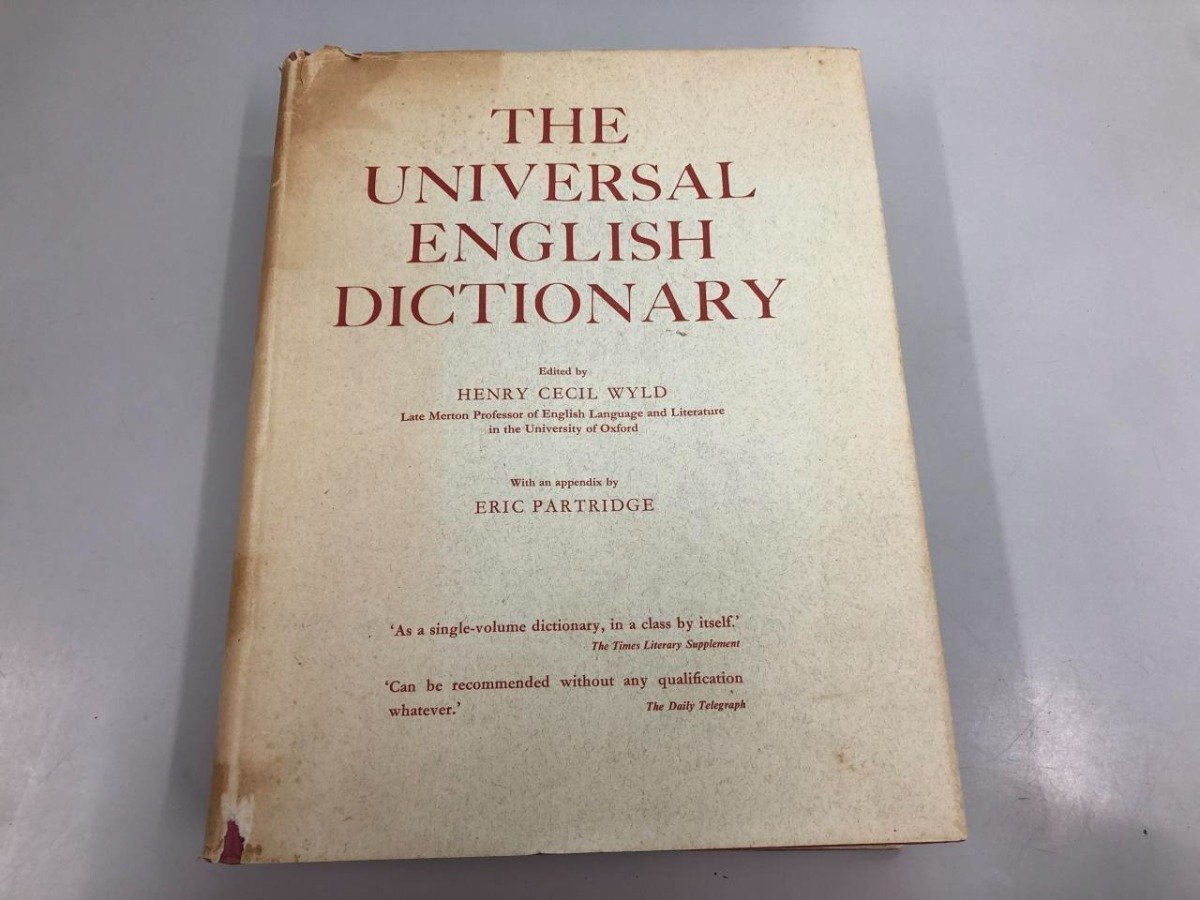 THE
UNIVERSAL
ENGLISH
DICTIONARY
Edited by
HENRY CECIL WYLD
Late Merton Professor of English Language and Literature
in the University of Oxford
With an appendix by
ERIC PARTRIDGE
‘As a single-volume dictionary, in a class by itself.’
The Times Literary Supplement
‘Can be recommended without any qualification
whatever.’ The Daily Telegraph